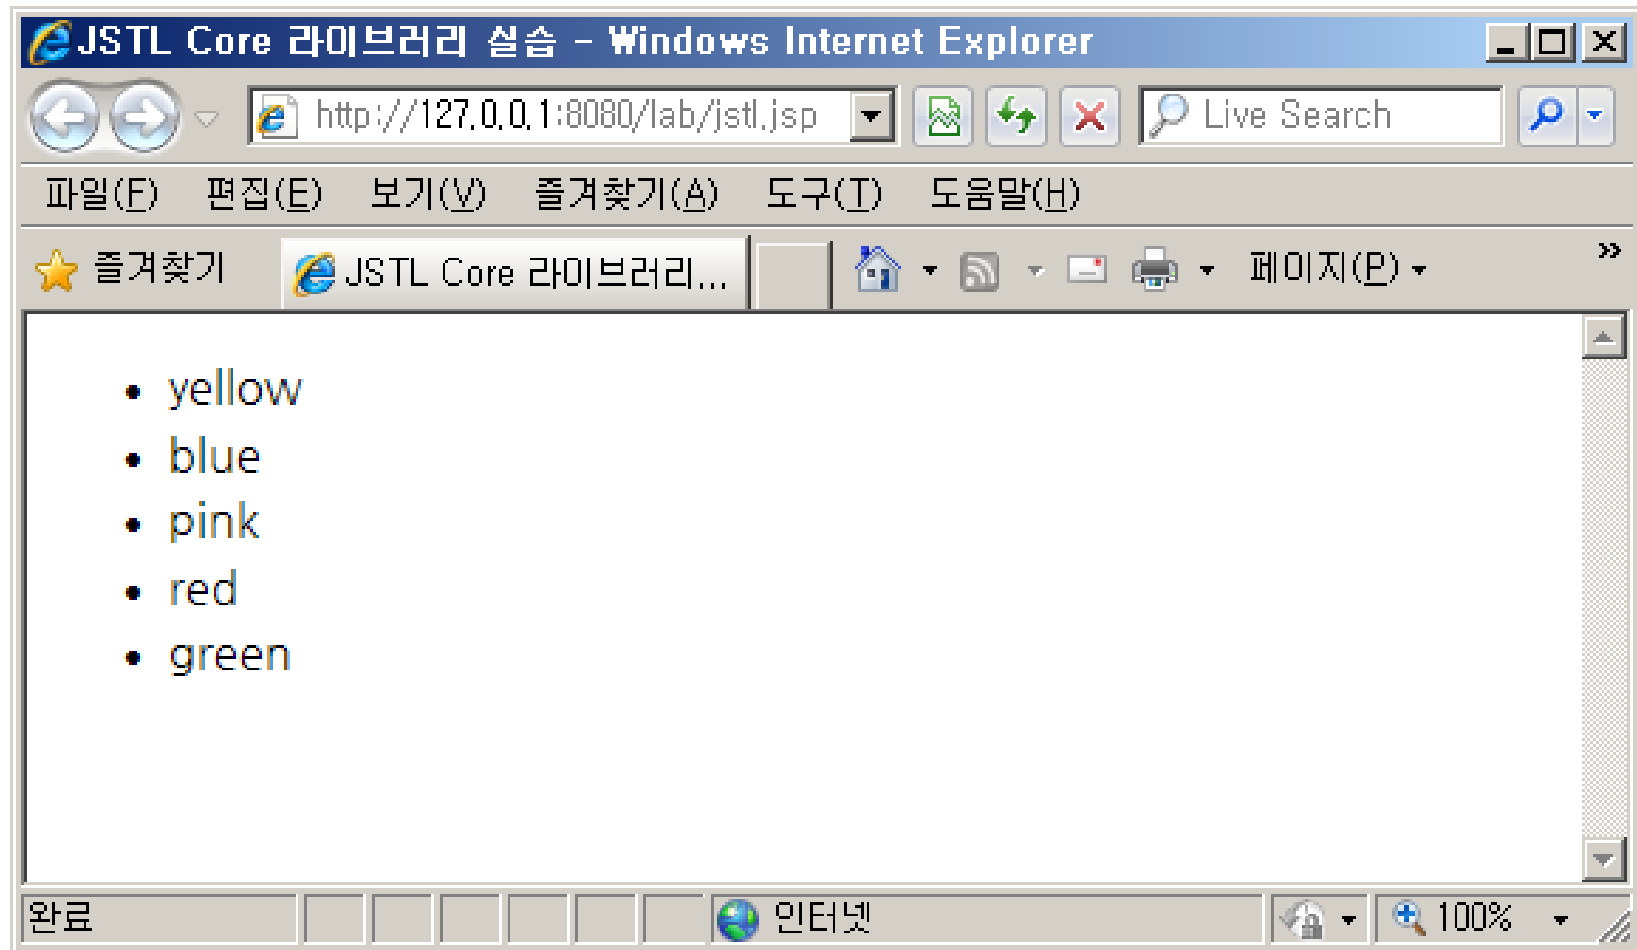 JSTL Core 라이브러리 실습 - Windows Internet Explorer
http://127.0.0.1:8080/lab/jstl.jsp Live Search
파일(F) 편집(E) 보기(V) 즐겨찾기(A) 도구(T) 도움말(H)
즐겨찾기 JSTL Core 라이브러리... 페이지(P) »
• yellow
• blue
• pink
• red
• green
완료 인터넷 100%